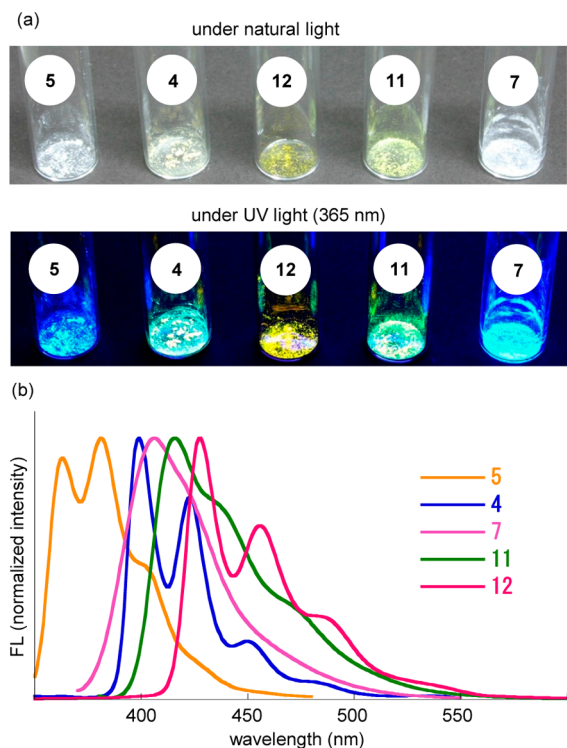 (a)
under natural light
5 4 12 11 7
under UV light (365 nm)
5 4 12 11 7
(b)
FL (normalized intensity)
5
4
7
11
12
400 450 500 550
wavelength (nm)